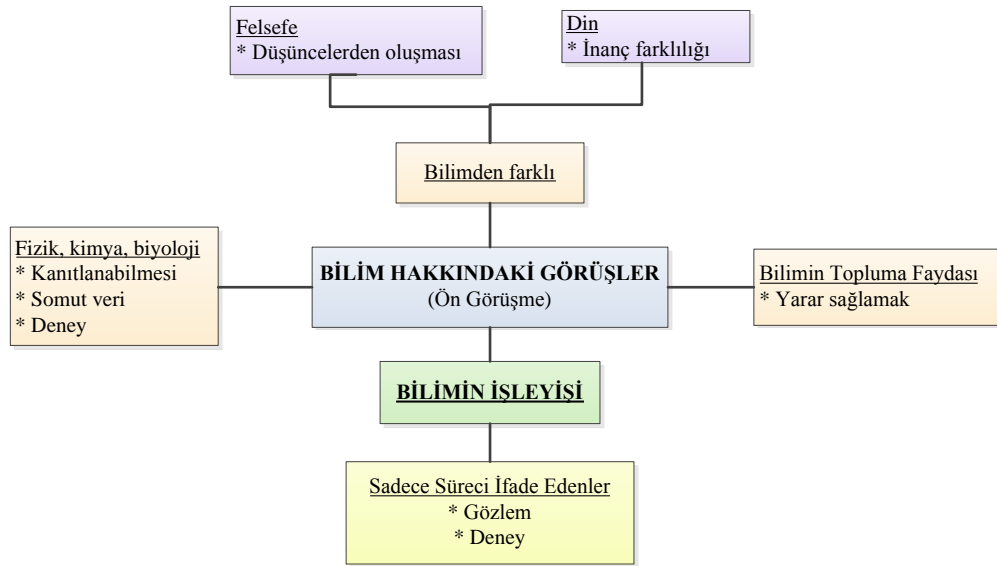 Felsefe
* Düşüncelerden oluşması
Din
* İnanç farklılığı
Bilimden farklı
Fizik, kimya, biyoloji
* Kanıtlanabilmesi
* Somut veri
* Deney
BİLİM HAKKINDAKİ GÖRÜŞLER
(Ön Görüşme)
Bilimin Topluma Faydası
* Yarar sağlamak
BİLİMİN İŞLEYİŞİ
Sadece Süreci İfade Edenler
* Gözlem
* Deney